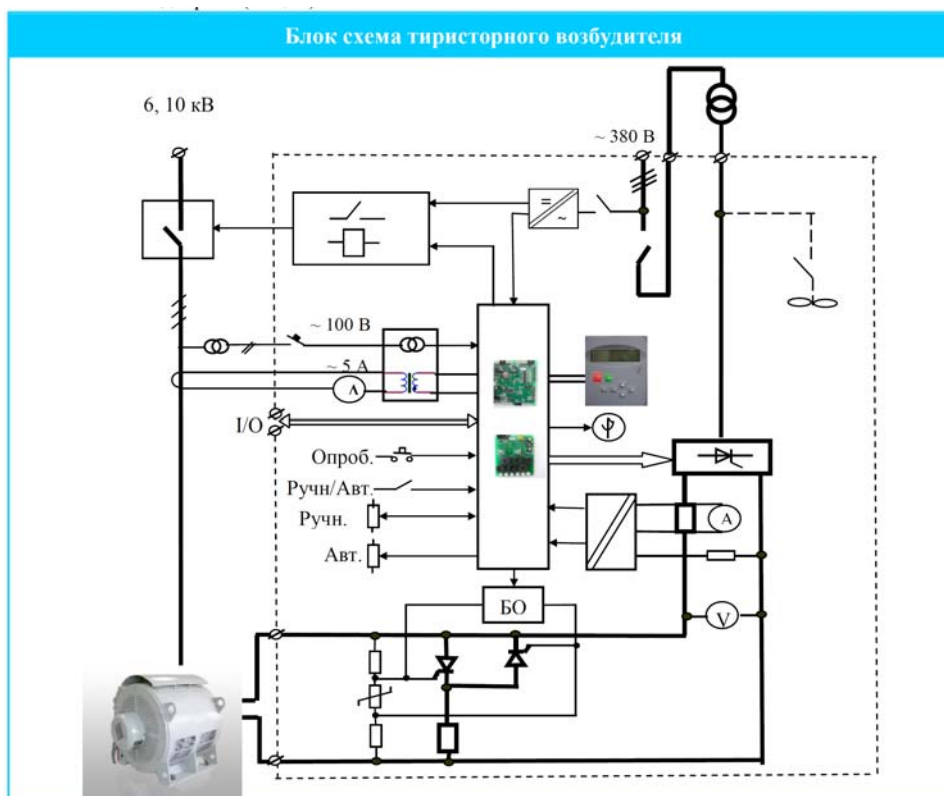 Блок схема тиристорного возбудителя
6, 10 кВ
~ 380 В
=
~
~ 100 В
~ 5 А
А
I/O
Опроб.
Ручн/Авт.
Ручн.
А
Авт.
БО
V